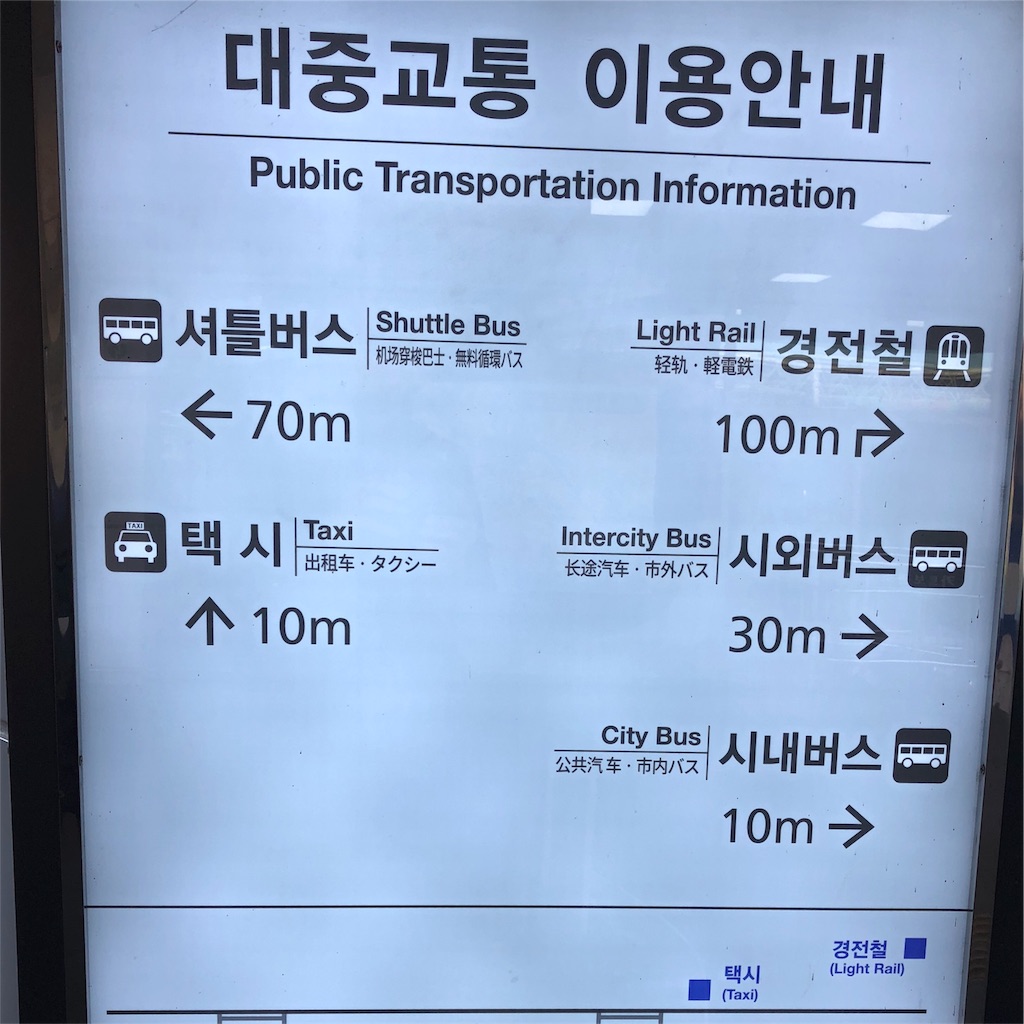 대중교통 이용안내
Public Transportation Information
셔틀버스
Shuttle Bus
机场穿梭巴士·無料循環バス
← 70m
Light Rail
轻轨·軽電鉄
경전철
100m ↱
TAXI
택 시
Taxi
出租车·タクシー
↑ 10m
Intercity Bus
长途汽车·市外バス
시외버스
30m →
City Bus
公共汽车·市内バス
시내버스
10m →
경전철
(Light Rail)
택시
(Taxi)